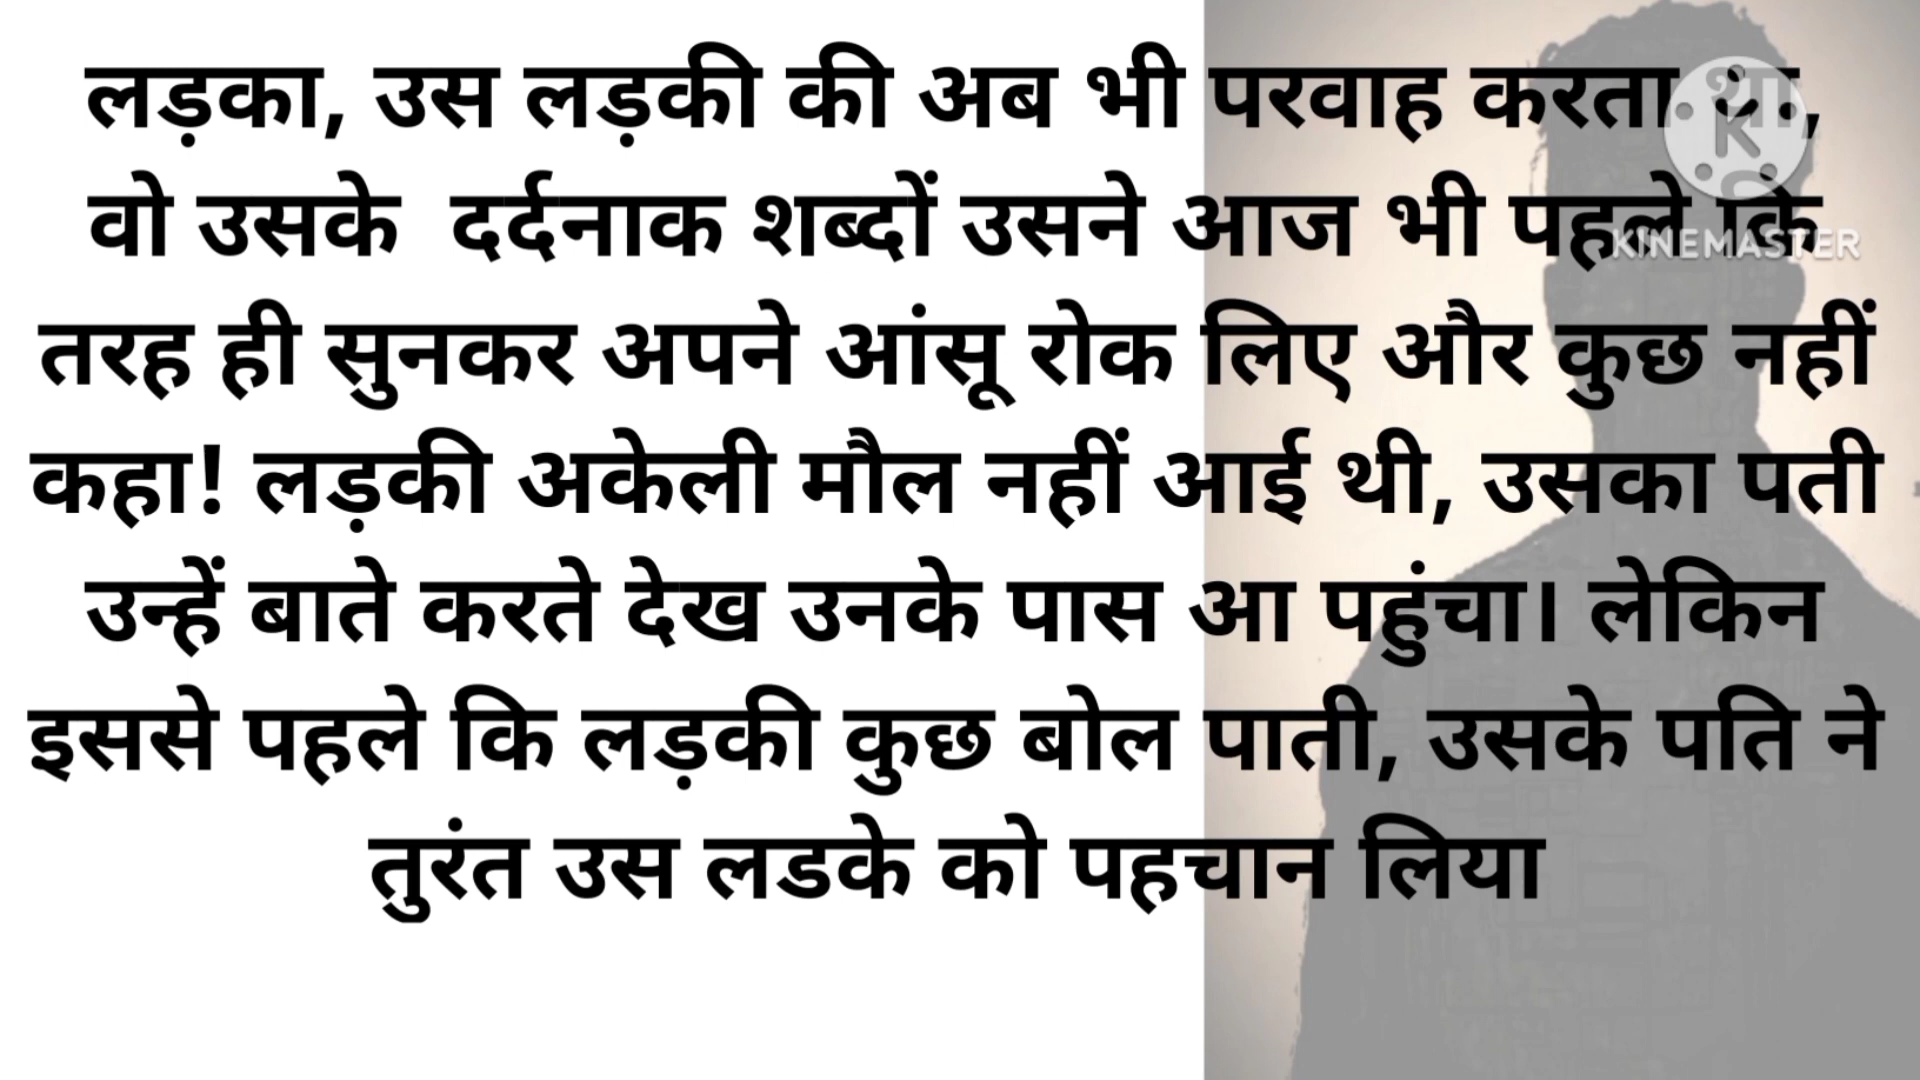 लड़का, उस लड़की की अब भी परवाह करता था,
वो उसके  दर्दनाक शब्दों उसने आज भी पहले कि
KINEMASTER
तरह ही सुनकर अपने आंसू रोक लिए और कुछ नहीं
कहा! लड़की अकेली मौल नहीं आई थी, उसका पती
उन्हें बाते करते देख उनके पास आ पहुंचा। लेकिन
इससे पहले कि लड़की कुछ बोल पाती, उसके पति ने
तुरंत उस लडके को पहचान लिया